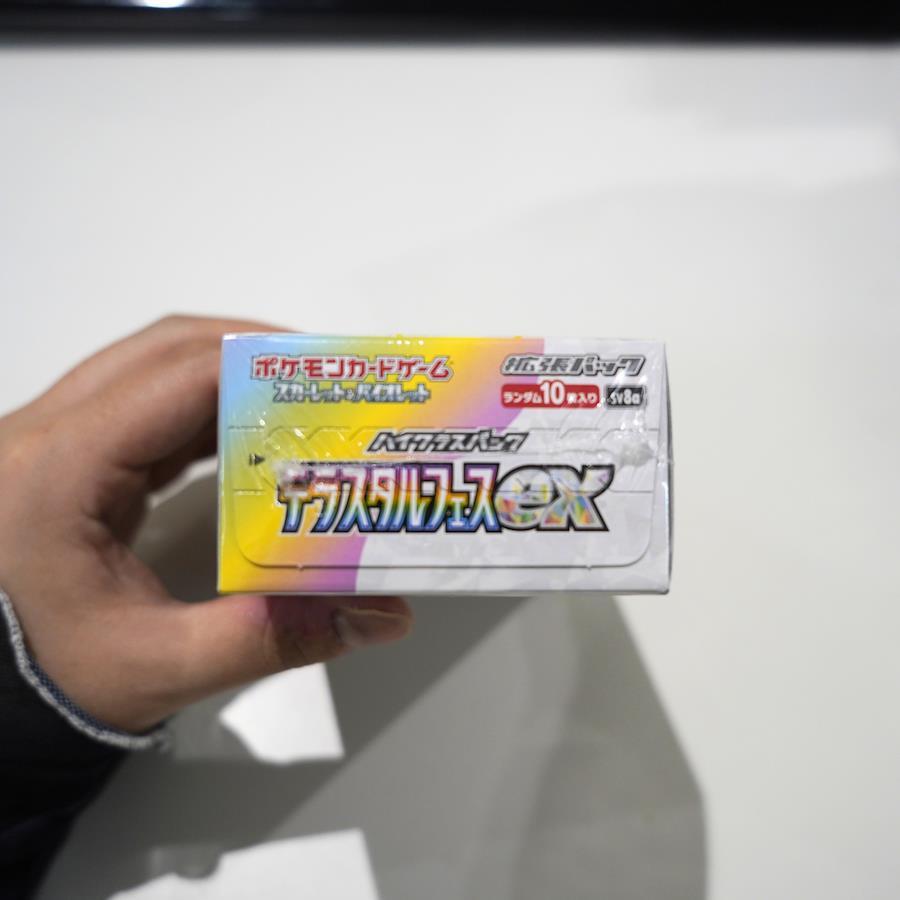 ポケモンカードゲーム
スカーレット&バイオレット
拡張パック
ランダム10枚入り
sv8a
ハイクラスパック
テラスタルフェスex